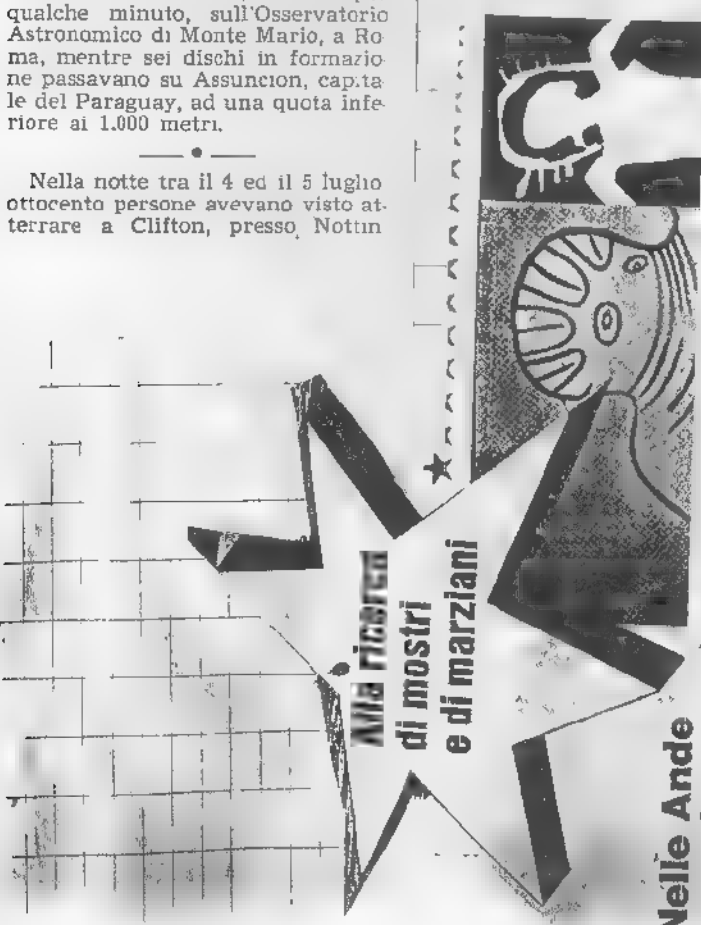 qualche minuto, sull'Osservatorio
Astronomico di Monte Mario, a Ro
ma, mentre sei dischi in formazio
ne passavano su Assuncion, capita
le del Paraguay, ad una quota infe
riore ai 1.000 metri.
Nella notte tra il 4 ed il 5 luglio
ottocento persone avevano visto at-
terrare a Clifton, presso Nottin
Alla ricerca
di mostri
e di marziani
Nelle Ande